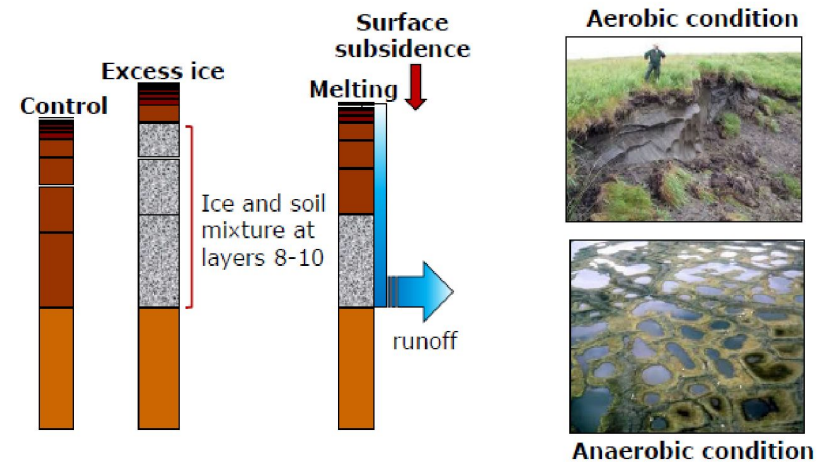 Control
Excess ice
Ice and soil
mixture at
layers 8-10
Melting
Surface
subsidence
runoff
Aerobic condition
Anaerobic condition